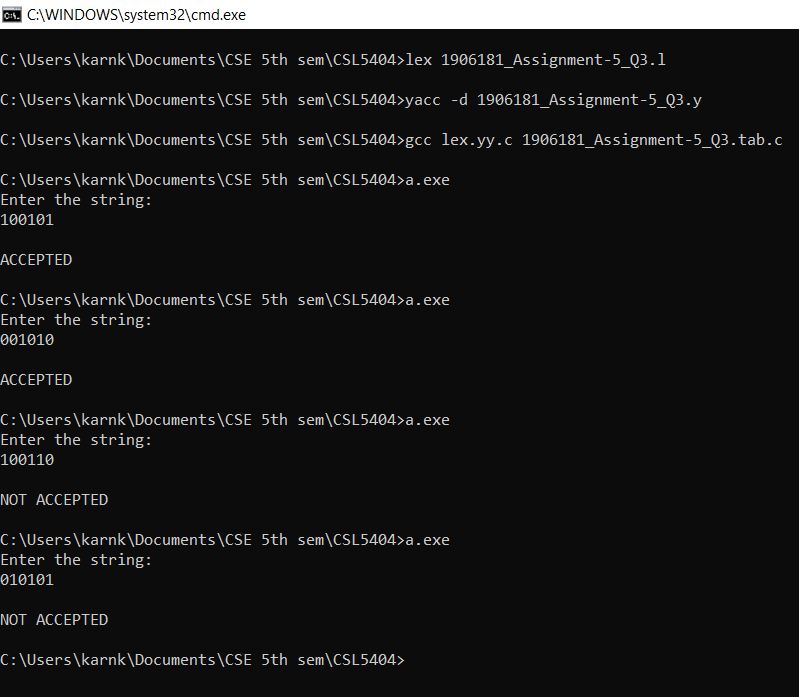 C:\WINDOWS\system32\cmd.exe
C:\Users\karnk\Documents\CSE 5th sem\CSL5404>lex 1906181_Assignment-5_Q3.l
C:\Users\karnk\Documents\CSE 5th sem\CSL5404>yacc -d 1906181_Assignment-5_Q3.y
C:\Users\karnk\Documents\CSE 5th sem\CSL5404>gcc lex.yy.c 1906181_Assignment-5_Q3.tab.c
C:\Users\karnk\Documents\CSE 5th sem\CSL5404>a.exe
Enter the string:
100101
ACCEPTED
C:\Users\karnk\Documents\CSE 5th sem\CSL5404>a.exe
Enter the string:
001010
ACCEPTED
C:\Users\karnk\Documents\CSE 5th sem\CSL5404>a.exe
Enter the string:
100110
NOT ACCEPTED
C:\Users\karnk\Documents\CSE 5th sem\CSL5404>a.exe
Enter the string:
010101
NOT ACCEPTED
C:\Users\karnk\Documents\CSE 5th sem\CSL5404>